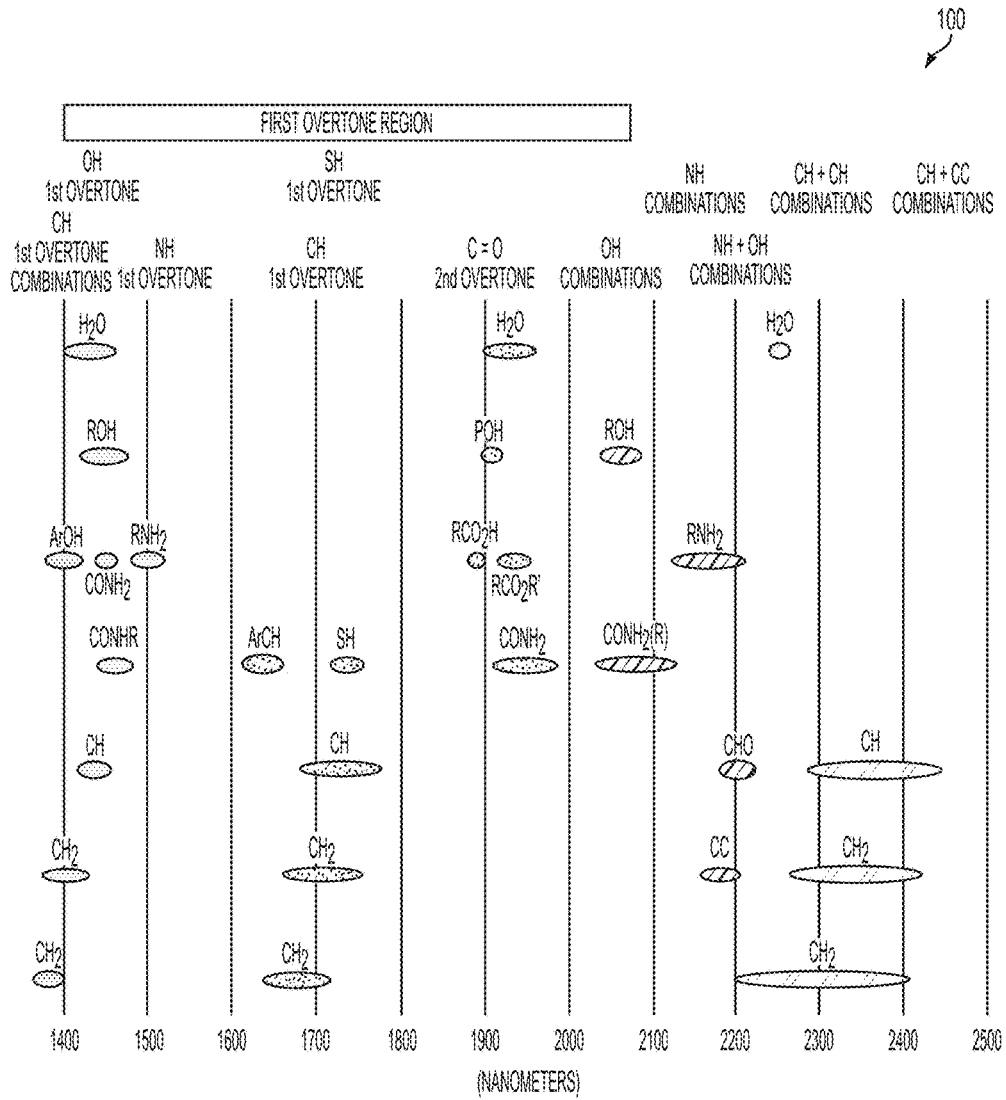 100
FIRST OVERTONE REGION
OH
1st OVERTONE
SH
1st OVERTONE
NH
COMBINATIONS
CH + CH
COMBINATIONS
CH + CC
COMBINATIONS
CH
1st OVERTONE
COMBINATIONS
NH
1st OVERTONE
CH
1st OVERTONE
C = O
2nd OVERTONE
OH
COMBINATIONS
NH + OH
COMBINATIONS
H2O H2O H2O
ROH POH ROH
ArOH RNH2 RCO2H RNH2
CONH2 RCO2R'
CONHR ArCH SH CONH2 CONH2(R)
CH CH CHO CH
CH2 CH2 CC CH2
CH2 CH2 CH2
1400 1500 1600 1700 1800 1900 2000 2100 2200 2300 2400 2500
(NANOMETERS)